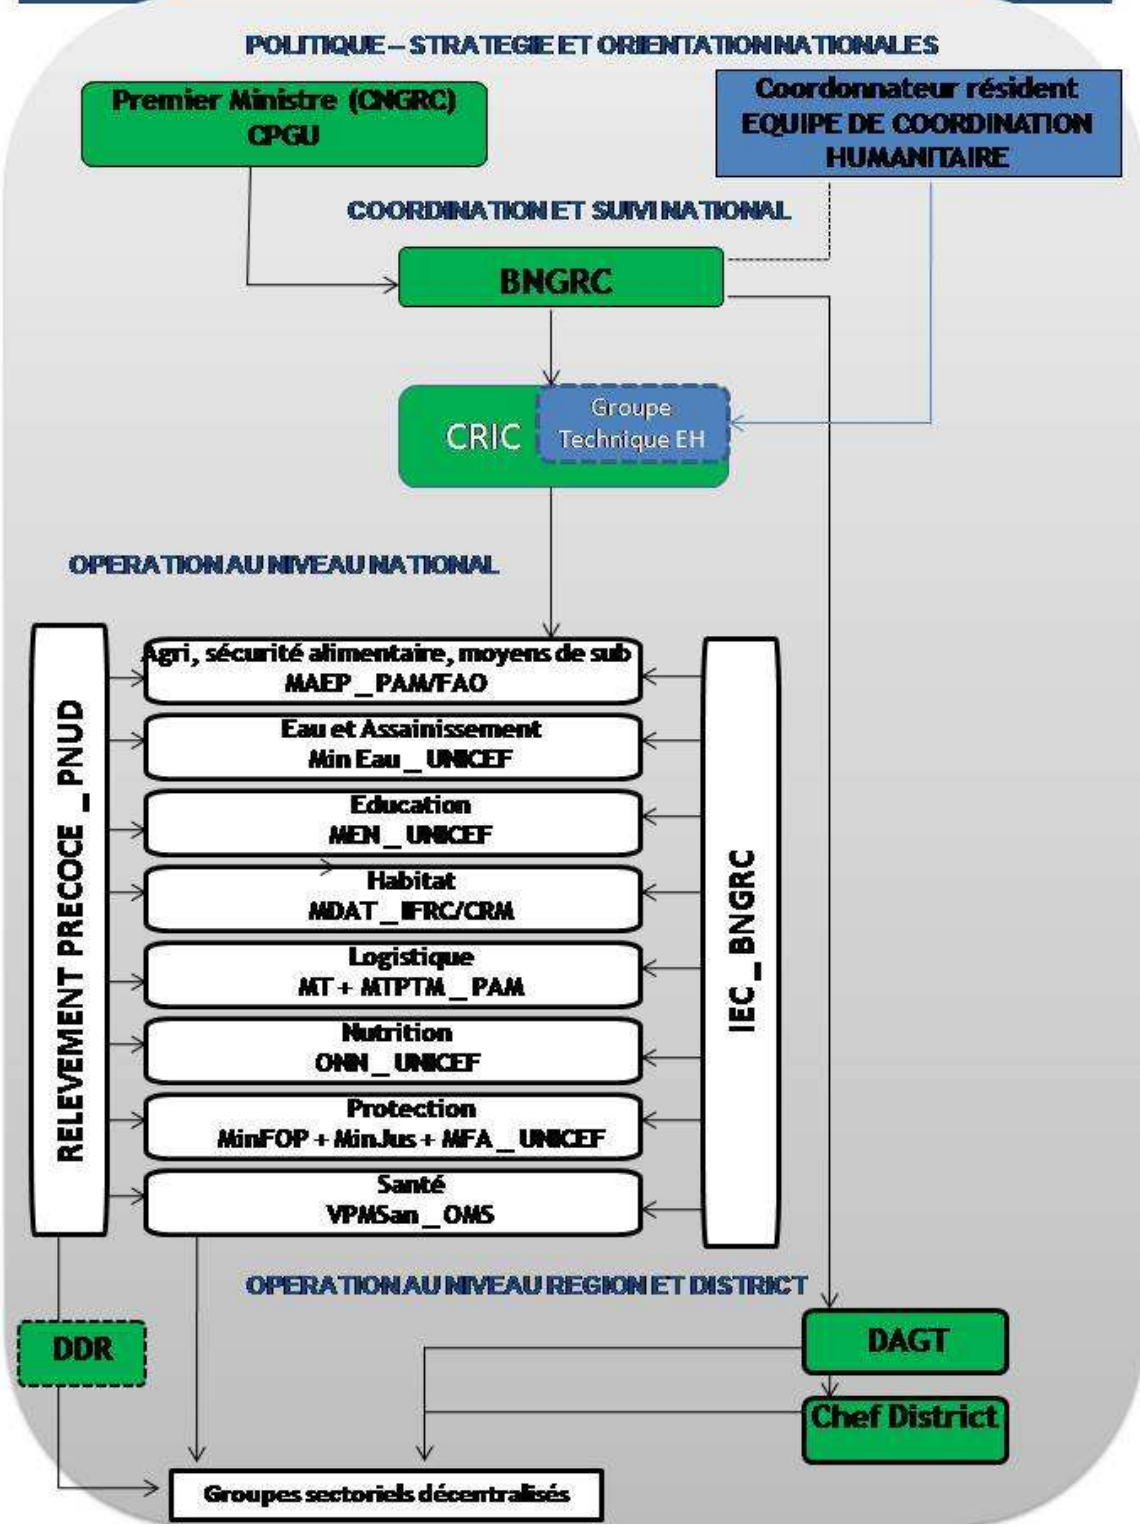 POLITIQUE – STRATEGIE ET ORIENTATION NATIONALES
Premier Ministre (CNGRC)
CPGU
Coordonnateur résident
EQUIPE DE COORDINATION
HUMANITAIRE
COORDINATION ET SUIVI NATIONAL
BNGRC
CRIC
Groupe
Technique EH
OPERATION AU NIVEAU NATIONAL
RELEVEMENT PRECOCE _ PNUD
Agri, sécurité alimentaire, moyens de sub
MAEP _ PAM/FAO
Eau et Assainissement
Min Eau _ UNICEF
Education
MEN _ UNICEF
Habitat
MDAT _ IFRC/CRM
Logistique
MT + MTPTM _ PAM
Nutrition
ONN _ UNICEF
Protection
MinFOP + MinJus + MFA _ UNICEF
Santé
VPMSan _ OMS
IEC _ BNGRC
OPERATION AU NIVEAU REGION ET DISTRICT
DDR
DAGT
Chef District
Groupes sectoriels décentralisés